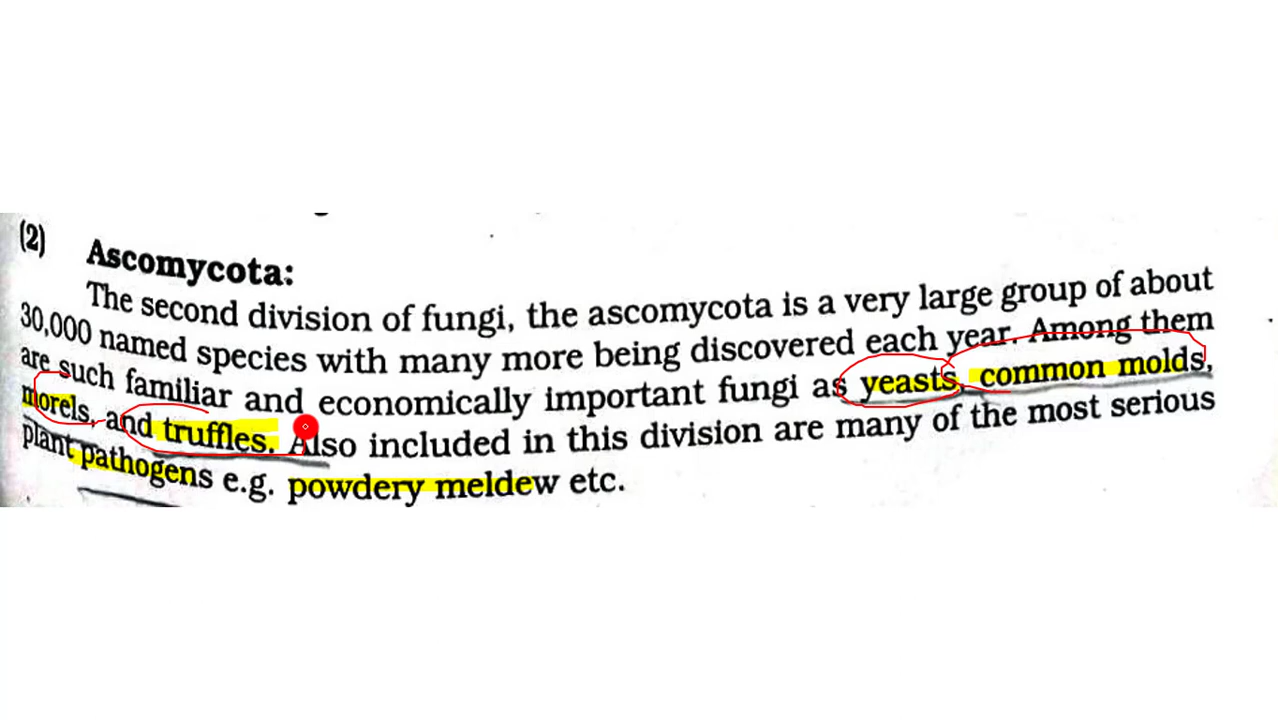 (2) Ascomycota:
The second division of fungi, the ascomycota is a very large group of about
30,000 named species with many more being discovered each year. Among them
are such familiar and economically important fungi as yeasts, common molds,
morels, and truffles. Also included in this division are many of the most serious
plant pathogens e.g. powdery meldew etc.